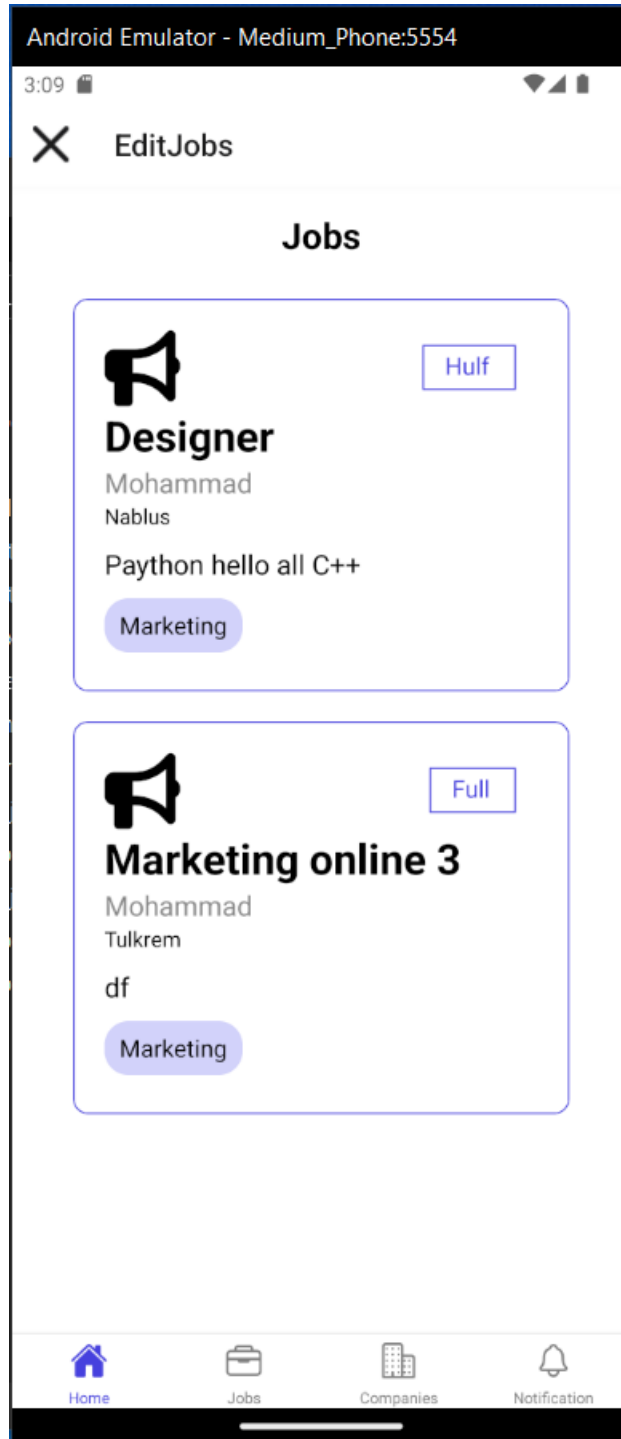 Android Emulator - Medium_Phone:5554
3:09
EditJobs
Jobs
Hulf
Designer
Mohammad
Nablus
Paython hello all C++
Marketing
Full
Marketing online 3
Mohammad
Tulkrem
df
Marketing
Home
Jobs
Companies
Notification